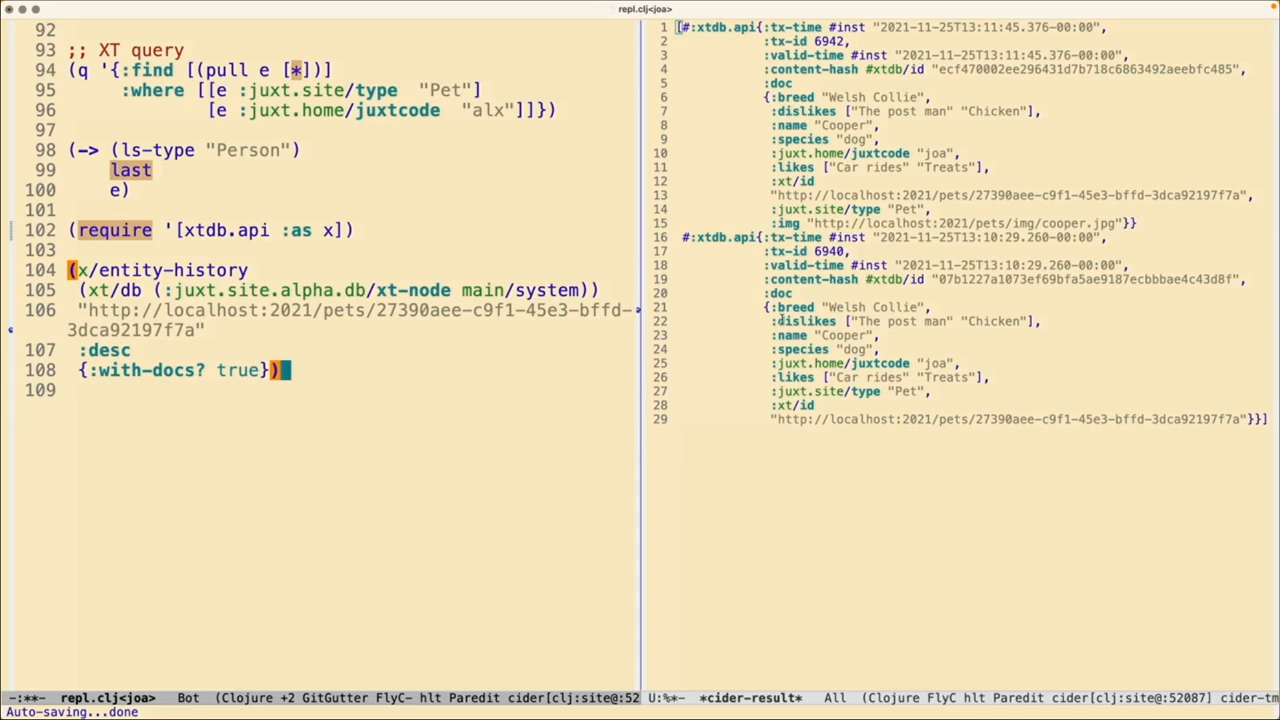 repl.clj<joa>
92
93 ;; XT query
94 (q '{:find [(pull e [*])]
95 :where [[e :juxt.site/type "Pet"]
96 [e :juxt.home/juxtcode "alx"]]})
97
98 (-> (ls-type "Person")
99 last
100 e)
101
102 (require '[xtdb.api :as x])
103
104 (x/entity-history
105 (xt/db (:juxt.site.alpha.db/xt-node main/system))
106 "http://localhost:2021/pets/27390aee-c9f1-45e3-bffd-
3dca92197f7a"
107 :desc
108 {:with-docs? true})
109
1 [#:xtdb.api{:tx-time #inst "2021-11-25T13:11:45.376-00:00",
2 :tx-id 6942,
3 :valid-time #inst "2021-11-25T13:11:45.376-00:00",
4 :content-hash #xtdb/id "ecf470002ee296431d7b718c6863492aeebfc485",
5 :doc
6 {:breed "Welsh Collie",
7 :dislikes ["The post man" "Chicken"],
8 :name "Cooper",
9 :species "dog",
10 :juxt.home/juxtcode "joa",
11 :likes ["Car rides" "Treats"],
12 :xt/id
13 "http://localhost:2021/pets/27390aee-c9f1-45e3-bffd-3dca92197f7a",
14 :juxt.site/type "Pet",
15 :img "http://localhost:2021/pets/img/cooper.jpg"}}
16 #:xtdb.api{:tx-time #inst "2021-11-25T13:10:29.260-00:00",
17 :tx-id 6940,
18 :valid-time #inst "2021-11-25T13:10:29.260-00:00",
19 :content-hash #xtdb/id "07b1227a1073ef69bfa5ae9187ecbbbae4c43d8f",
20 :doc
21 {:breed "Welsh Collie",
22 :dislikes ["The post man" "Chicken"],
23 :name "Cooper",
24 :species "dog",
25 :juxt.home/juxtcode "joa",
26 :likes ["Car rides" "Treats"],
27 :juxt.site/type "Pet",
28 :xt/id
29 "http://localhost:2021/pets/27390aee-c9f1-45e3-bffd-3dca92197f7a"}}]
-:**- repl.clj<joa> Bot (Clojure +2 GitGutter FlyC- hlt Paredit cider[clj:site@:52
U:%*- *cider-result* All (Clojure FlyC hlt Paredit cider[clj:site@:52087] cider-tm
Auto-saving...done